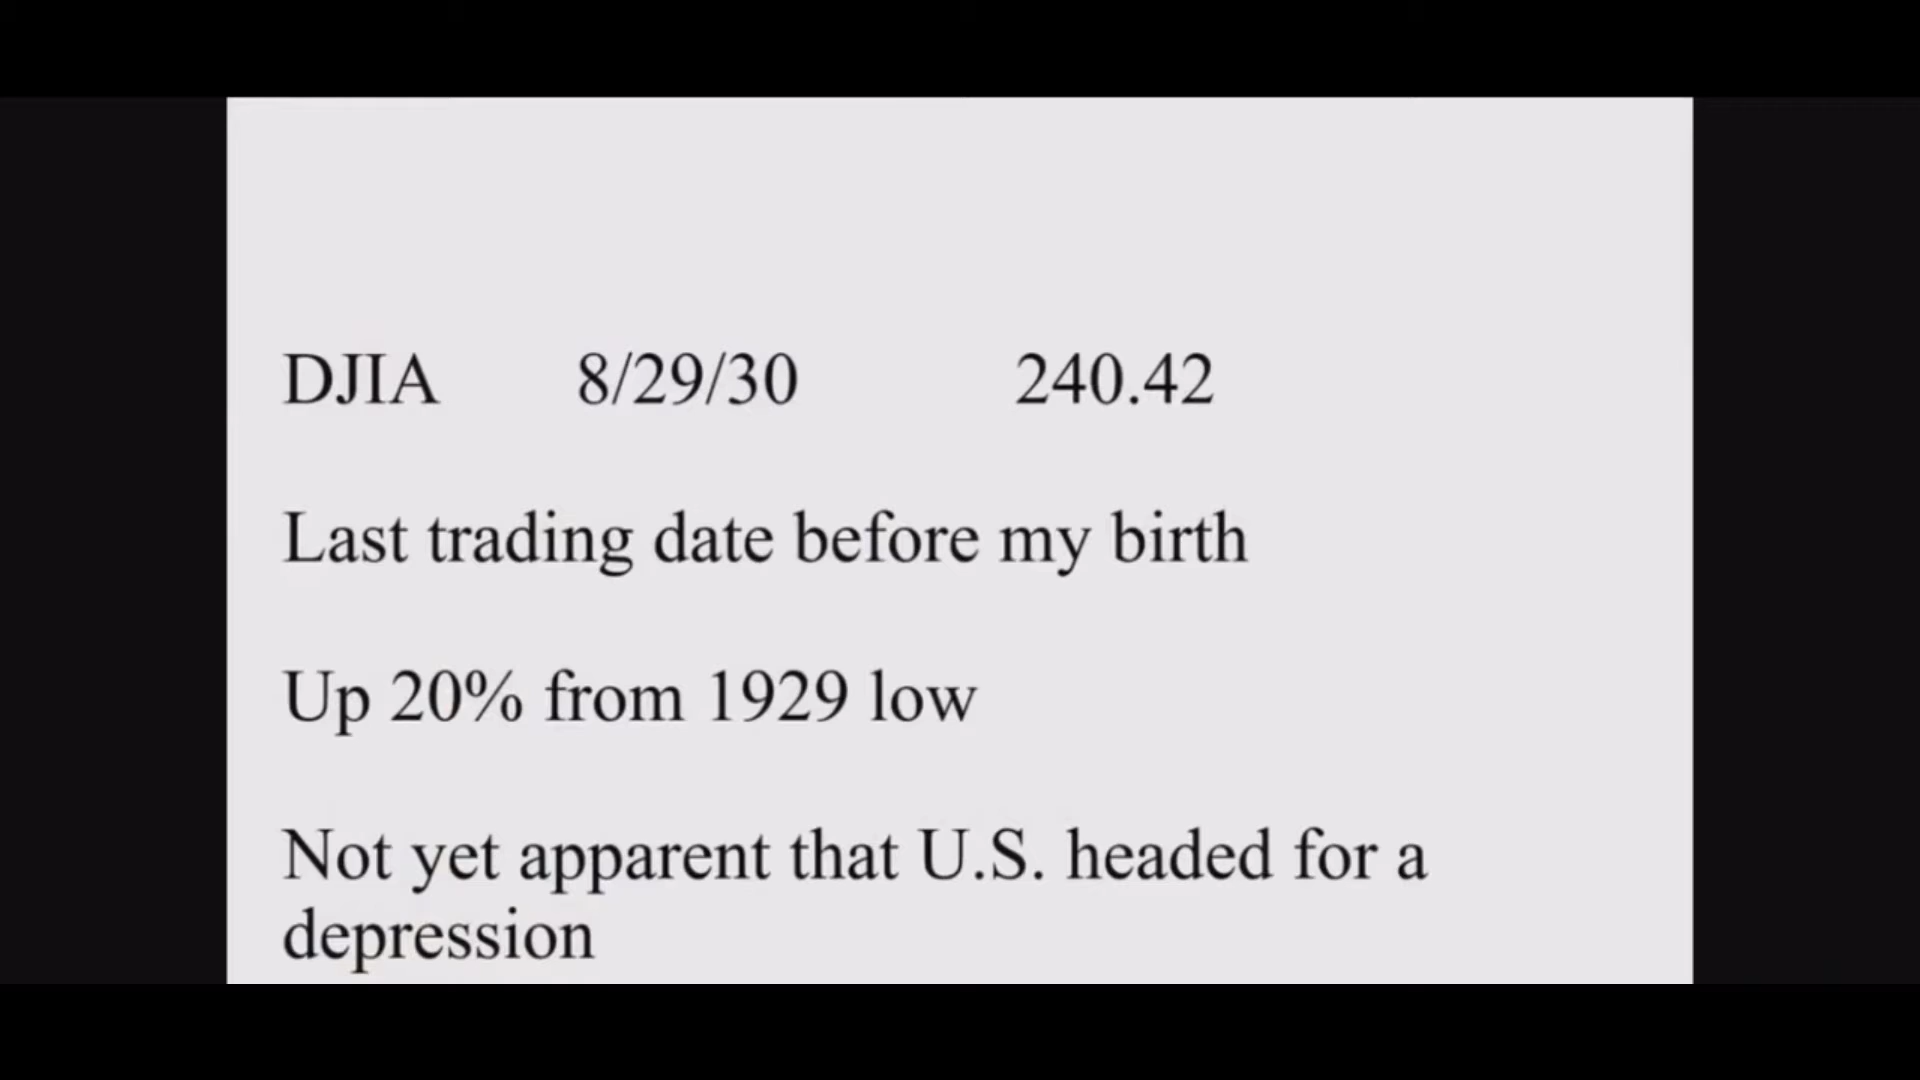 DJIA 8/29/30 240.42
Last trading date before my birth
Up 20% from 1929 low
Not yet apparent that U.S. headed for a
depression